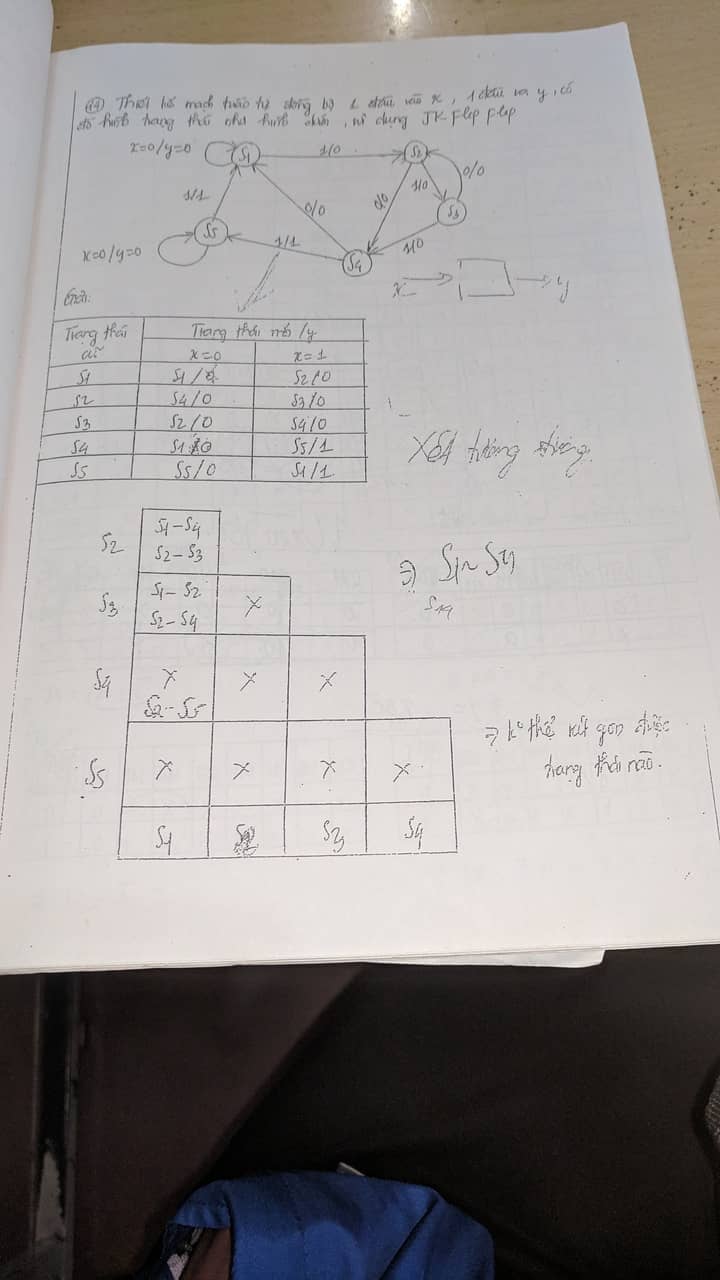 Thiết kế mạch tuần tự đồng bộ 1 đầu vào x, 1 đầu ra y, có
đồ hình trạng thái như hình dưới, sử dụng JK Flip Flop
x=0/y=0 S1 1/0 S2 0/0
1/1 0/0 0/0 1/0 S3
S5 1/1 1/0
x=0/y=0 S4
x y
Giải:
Trạng thái Trạng thái mới /y
cũ x=0 x=1
S1 S1/0 S2/0
S2 S4/0 S3/0
S3 S2/0 S4/0
S4 S1/0 S5/1
S5 S5/0 S1/1
Xét tương đương
S2 S1-S4
S2-S3
⇒ S1~S4
S14
S3 S1-S2 X
S2-S4
S4 X X X
S2-S5
⇒ k° thể rút gọn được
trạng thái nào.
S5 X X X X
S1 S2 S3 S4